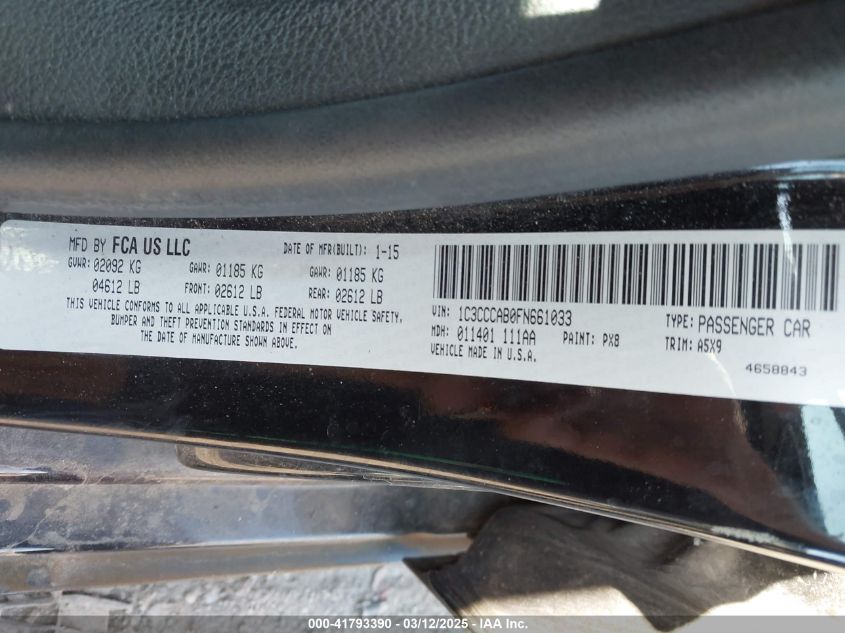 MFD BY FCA US LLC DATE OF MFR(BUILT): 1-15
GVWR: 02092 KG GAWR: 01185 KG GAWR: 01185 KG
04612 LB FRONT: 02612 LB REAR: 02612 LB
THIS VEHICLE CONFORMS TO ALL APPLICABLE U.S.A. FEDERAL MOTOR VEHICLE SAFETY,
BUMPER AND THEFT PREVENTION STANDARDS IN EFFECT ON
THE DATE OF MANUFACTURE SHOWN ABOVE.
VIN: 1C3CCCAB0FN661033 TYPE: PASSENGER CAR
MDH: 011401 111AA PAINT: PX8 TRIM: A5X9
VEHICLE MADE IN U.S.A. 4658843
000-41793390 - 03/12/2025 - IAA Inc.